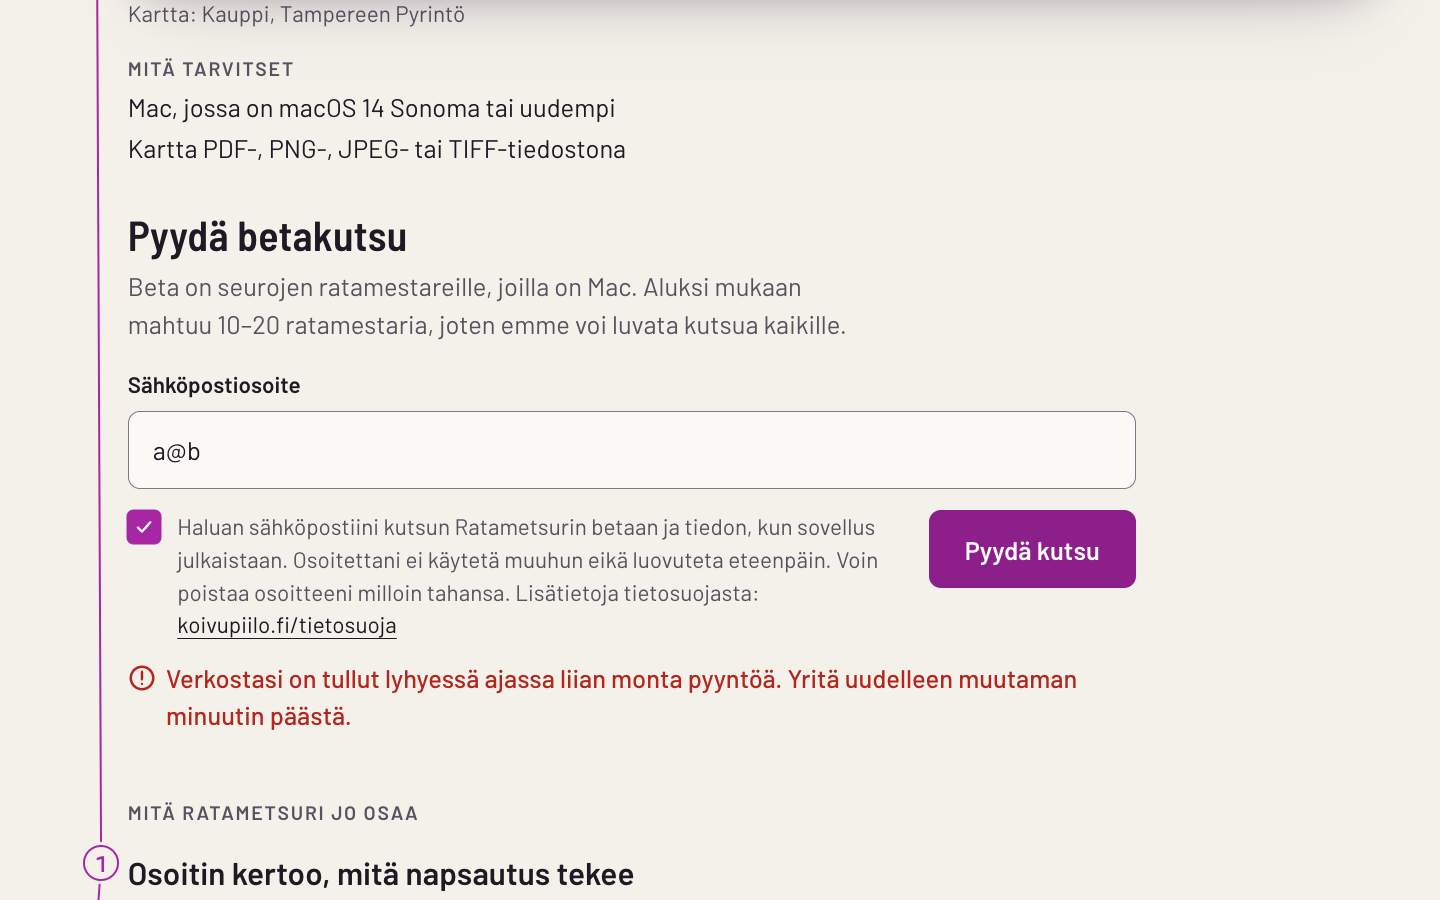 Kartta: Kauppi, Tampereen Pyrintö
MITÄ TARVITSET
Mac, jossa on macOS 14 Sonoma tai uudempi
Kartta PDF-, PNG-, JPEG- tai TIFF-tiedostona
Pyydä betakutsu
Beta on seurojen ratamestareille, joilla on Mac. Aluksi mukaan
mahtuu 10–20 ratamestaria, joten emme voi luvata kutsua kaikille.
Sähköpostiosoite
a@b
Haluan sähköpostiini kutsun Ratametsurin betaan ja tiedon, kun sovellus
julkaistaan. Osoitettani ei käytetä muuhun eikä luovuteta eteenpäin. Voin
poistaa osoitteeni milloin tahansa. Lisätietoja tietosuojasta:
koivupiilo.fi/tietosuoja
Pyydä kutsu
Verkostasi on tullut lyhyessä ajassa liian monta pyyntöä. Yritä uudelleen muutaman
minuutin päästä.
MITÄ RATAMETSURI JO OSAA
1 Osoitin kertoo, mitä napsautus tekee